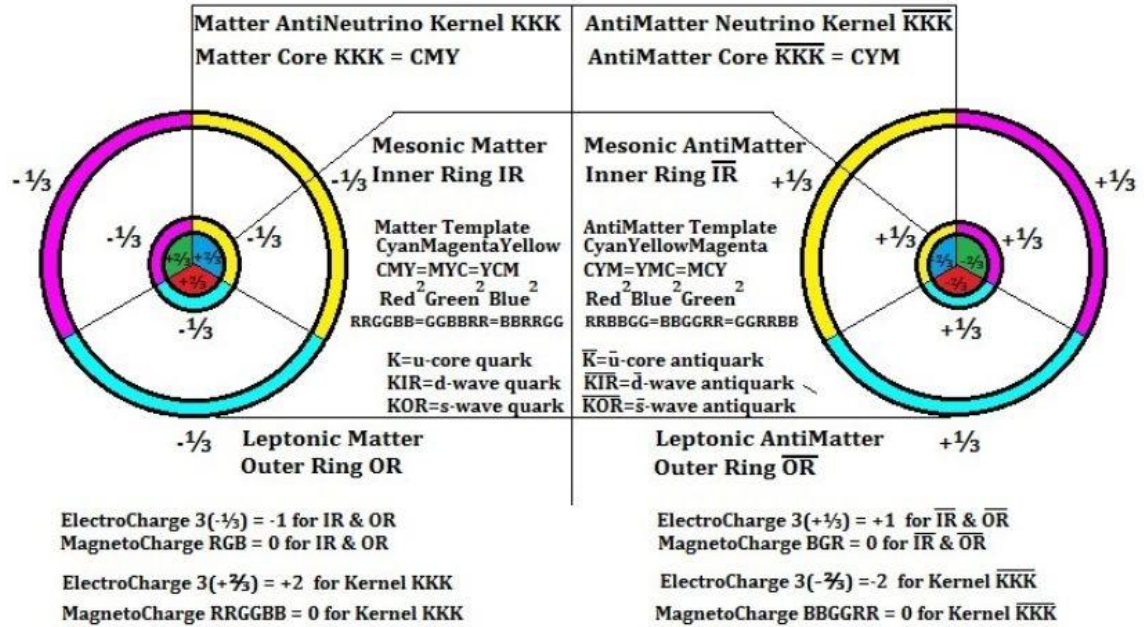 Matter AntiNeutrino Kernel KKK
Matter Core KKK = CMY
AntiMatter Neutrino Kernel K̅K̅K̅
AntiMatter Core K̅K̅K̅ = CYM
-⅓
-⅓
-⅓
-⅓
+⅔
+⅔
+⅔
-⅓
-⅓
Mesonic Matter
Inner Ring IR
Matter Template
CyanMagentaYellow
CMY=MYC=YCM
Red²Green²Blue²
RRGGBB=GGBBRR=BBRRGG
K=u-core quark
KIR=d-wave quark
KOR=s-wave quark
Mesonic AntiMatter
Inner Ring I̅R̅
AntiMatter Template
CyanYellowMagenta
CYM=YMC=MCY
Red²Blue²Green²
RRBBGG=BBGGRR=GGRRBB
K̅=ū-core antiquark
K̅I̅R̅=d̄-wave antiquark
K̅O̅R̅=s̄-wave antiquark
+⅓
+⅓
+⅓
+⅓
-⅔
-⅔
-⅔
+⅓
+⅓
Leptonic Matter
Outer Ring OR
Leptonic AntiMatter
Outer Ring O̅R̅
ElectroCharge 3(-⅓) = -1 for IR & OR
MagnetoCharge RGB = 0 for IR & OR
ElectroCharge 3(+⅔) = +2 for Kernel KKK
MagnetoCharge RRGGBB = 0 for Kernel KKK
ElectroCharge 3(+⅓) = +1 for I̅R̅ & O̅R̅
MagnetoCharge BGR = 0 for I̅R̅ & O̅R̅
ElectroCharge 3(-⅔) =-2 for Kernel K̅K̅K̅
MagnetoCharge BBGGRR = 0 for Kernel K̅K̅K̅